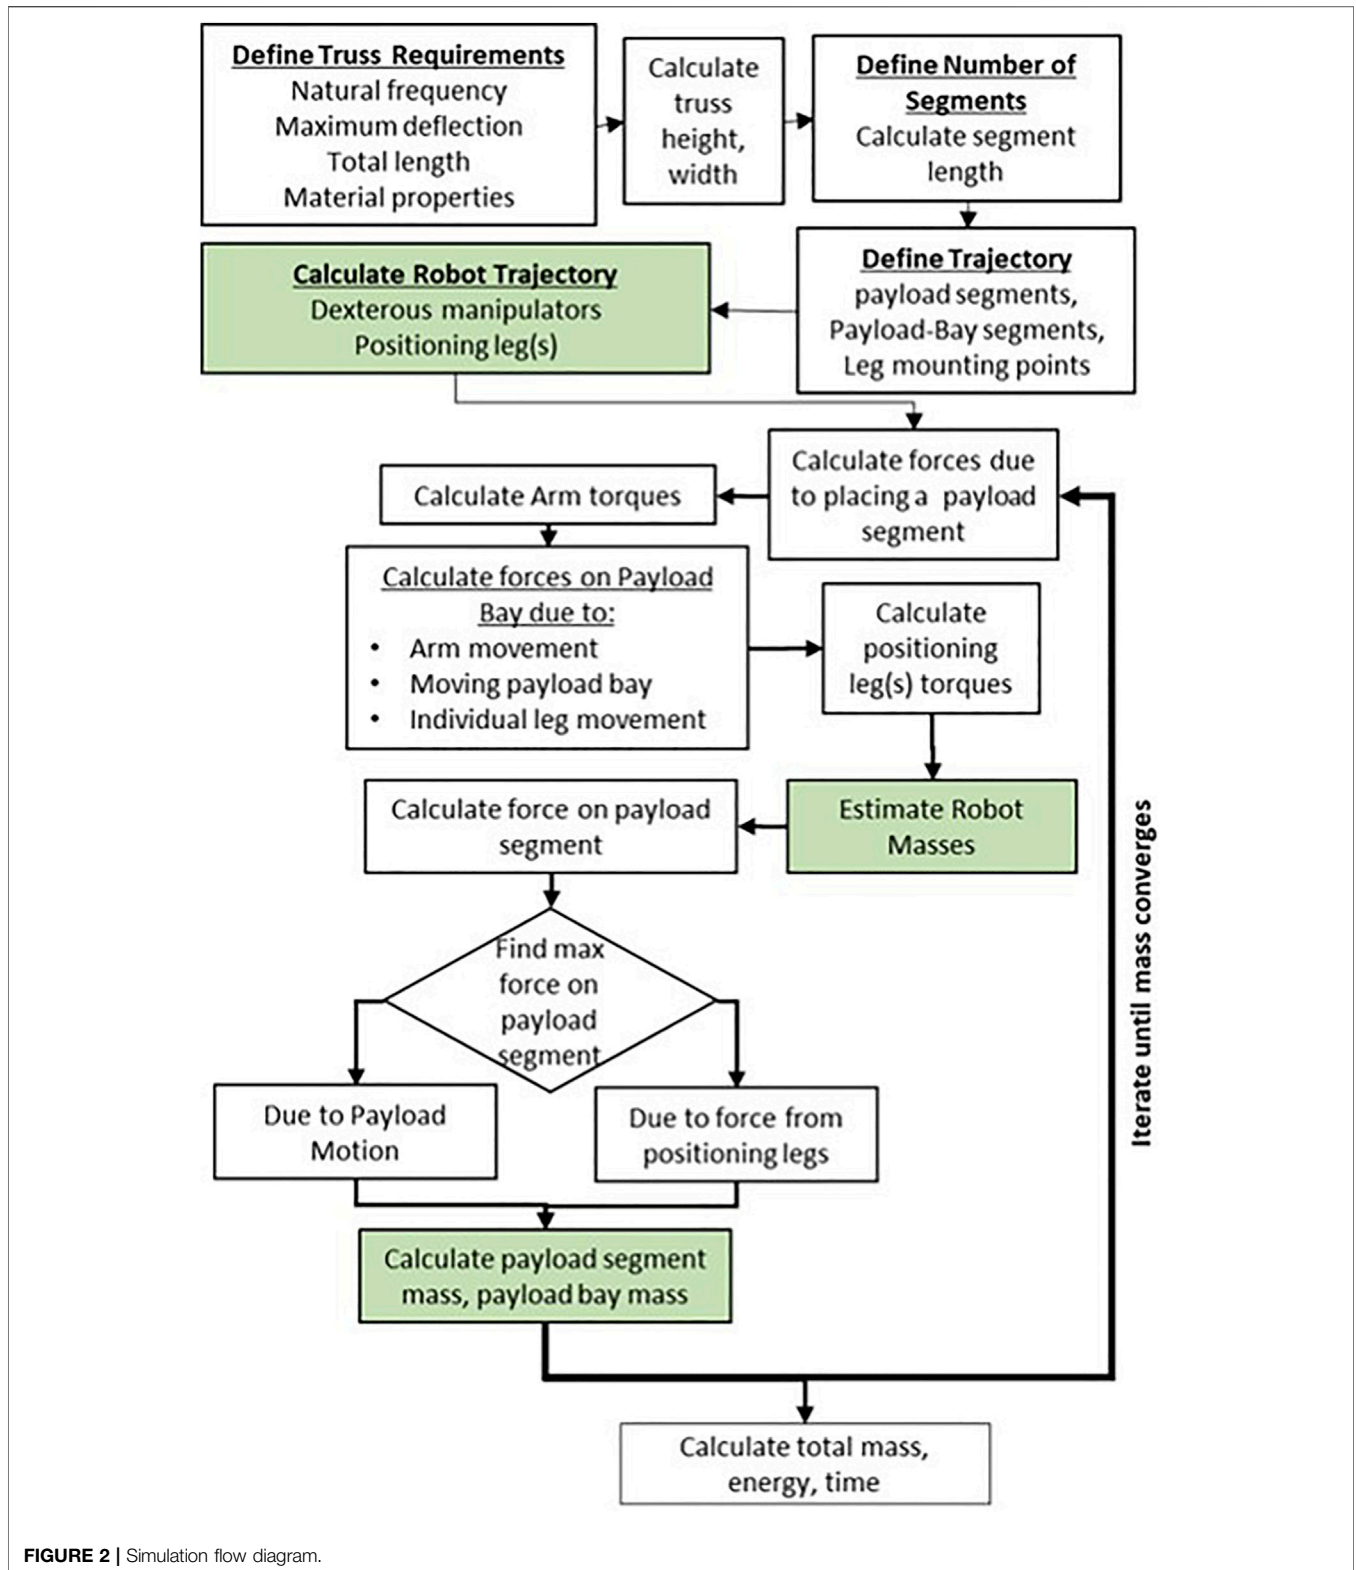 Define Truss Requirements
Natural frequency
Maximum deflection
Total length
Material properties
Calculate
truss
height,
width
Define Number of
Segments
Calculate segment
length
Define Trajectory
payload segments,
Payload-Bay segments,
Leg mounting points
Calculate Robot Trajectory
Dexterous manipulators
Positioning leg(s)
Calculate forces due
to placing a payload
segment
Calculate Arm torques
Calculate forces on Payload
Bay due to:
• Arm movement
• Moving payload bay
• Individual leg movement
Calculate
positioning
leg(s) torques
Estimate Robot
Masses
Calculate force on payload
segment
Find max
force on
payload
segment
Due to Payload
Motion
Due to force from
positioning legs
Calculate payload segment
mass, payload bay mass
Iterate until mass converges
Calculate total mass,
energy, time
FIGURE 2 | Simulation flow diagram.